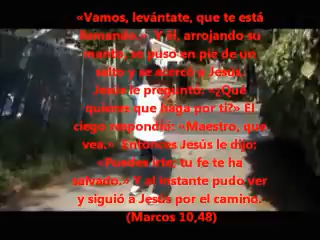 «Vamos, levántate, que te está
llamando.» Y él, arrojando su
manto, se puso en pie de un
salto y se acercó a Jesús.
Jesús le preguntó: «¿Qué
quieres que haga por ti?» El
ciego respondió: «Maestro, que
vea.» Entonces Jesús le dijo:
«Puedes irte; tu fe te ha
salvado.» Y al instante pudo ver
y siguió a Jesús por el camino.
(Marcos 10,48)